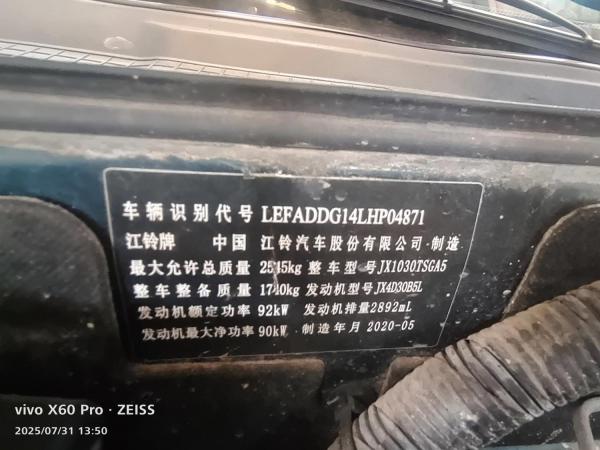 车辆识别代号 LEFADDG14LHP04871
江铃牌 中国 江铃汽车股份有限公司 制造
最大允许总质量 2515kg 整车型号 JX1030TSGA5
整车整备质量 1740kg 发动机型号 JX4D30B5L
发动机额定功率 92kW 发动机排量 2892mL
发动机最大净功率 90kW 制造年月 2020-05
vivo X60 Pro · ZEISS
2025/07/31 13:50